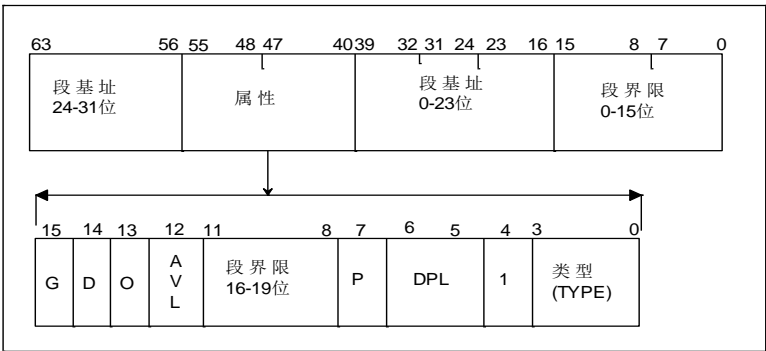 63 56 55 48 47 40 39 32 31 24 23 16 15 8 7 0
段基址 属性 段基址 段界限
24-31位 0-23位 0-15位
15 14 13 12 11 8 7 6 5 4 3 0
G D O AVL 段界限 P DPL 1 类型
16-19位 (TYPE)